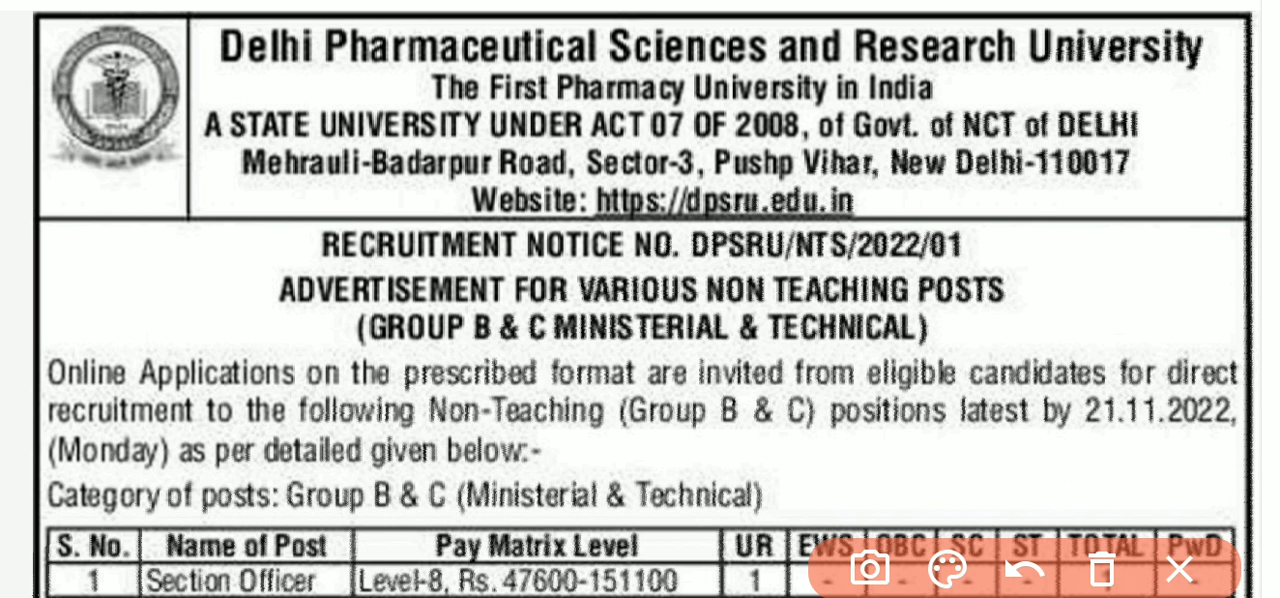 Delhi Pharmaceutical Sciences and Research University
The First Pharmacy University in India
A STATE UNIVERSITY UNDER ACT 07 OF 2008, of Govt. of NCT of DELHI
Mehrauli-Badarpur Road, Sector-3, Pushp Vihar, New Delhi-110017
Website: https://dpsru.edu.in
RECRUITMENT NOTICE NO. DPSRU/NTS/2022/01
ADVERTISEMENT FOR VARIOUS NON TEACHING POSTS
(GROUP B & C MINISTERIAL & TECHNICAL)
Online Applications on the prescribed format are invited from eligible candidates for direct
recruitment to the following Non-Teaching (Group B & C) positions latest by 21.11.2022,
(Monday) as per detailed given below:-
Category of posts: Group B & C (Ministerial & Technical)
S. No. Name of Post Pay Matrix Level UR EWS OBC SC ST TOTAL PwD
1 Section Officer Level-8, Rs. 47600-151100 1 - - - -